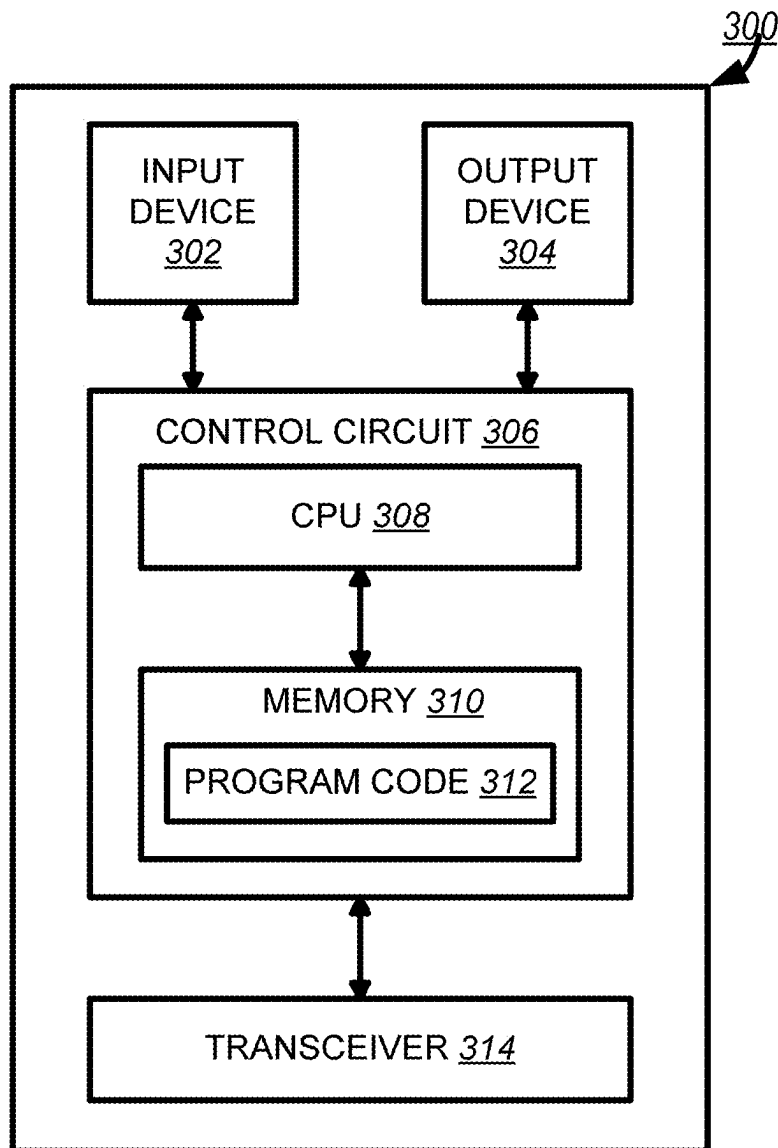 300
INPUT
DEVICE
302
OUTPUT
DEVICE
304
CONTROL CIRCUIT 306
CPU 308
MEMORY 310
PROGRAM CODE 312
TRANSCEIVER 314